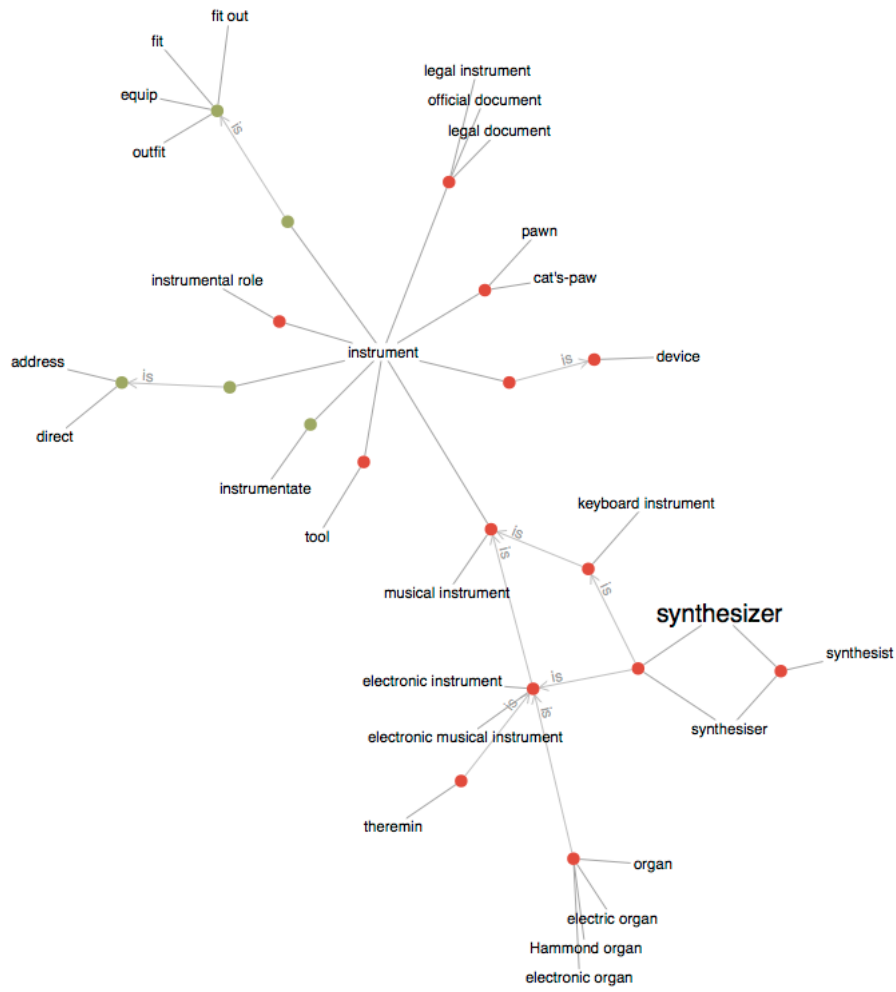 fit out
fit
equip
is
outfit
legal instrument
official document
legal document
pawn
cat's-paw
instrumental role
instrument
is
device
address
is
direct
instrumentate
tool
keyboard instrument
is
is
musical instrument
is
synthesizer
synthesist
electronic instrument
is
is
is
synthesiser
electronic musical instrument
theremin
organ
electric organ
Hammond organ
electronic organ